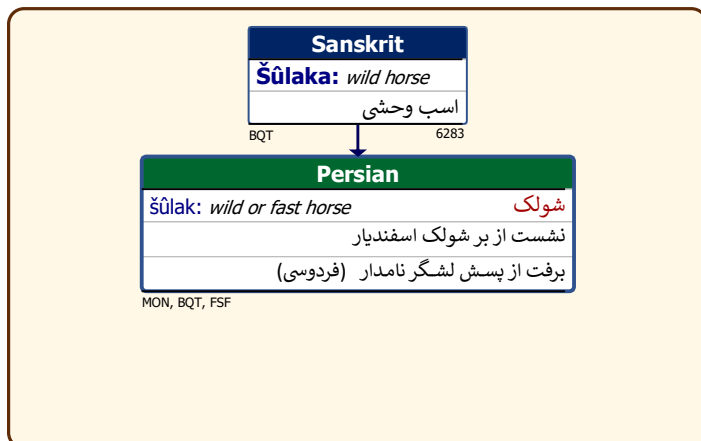 Sanskrit
Šûlaka: wild horse
اسب وحشی
BQT 6283
Persian
šûlak: wild or fast horse شولک
نشست از بر شولک اسفندیار
برفت از پسش لشگر نامدار (فردوسی)
MON, BQT, FSF